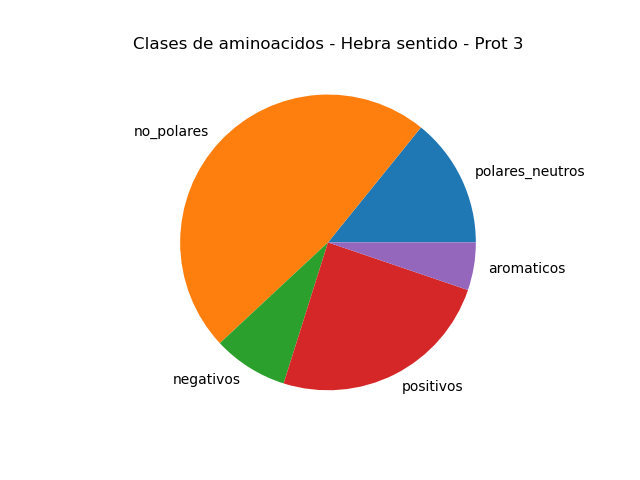 Clases de aminoacidos - Hebra sentido - Prot 3
no_polares
polares_neutros
aromaticos
negativos
positivos